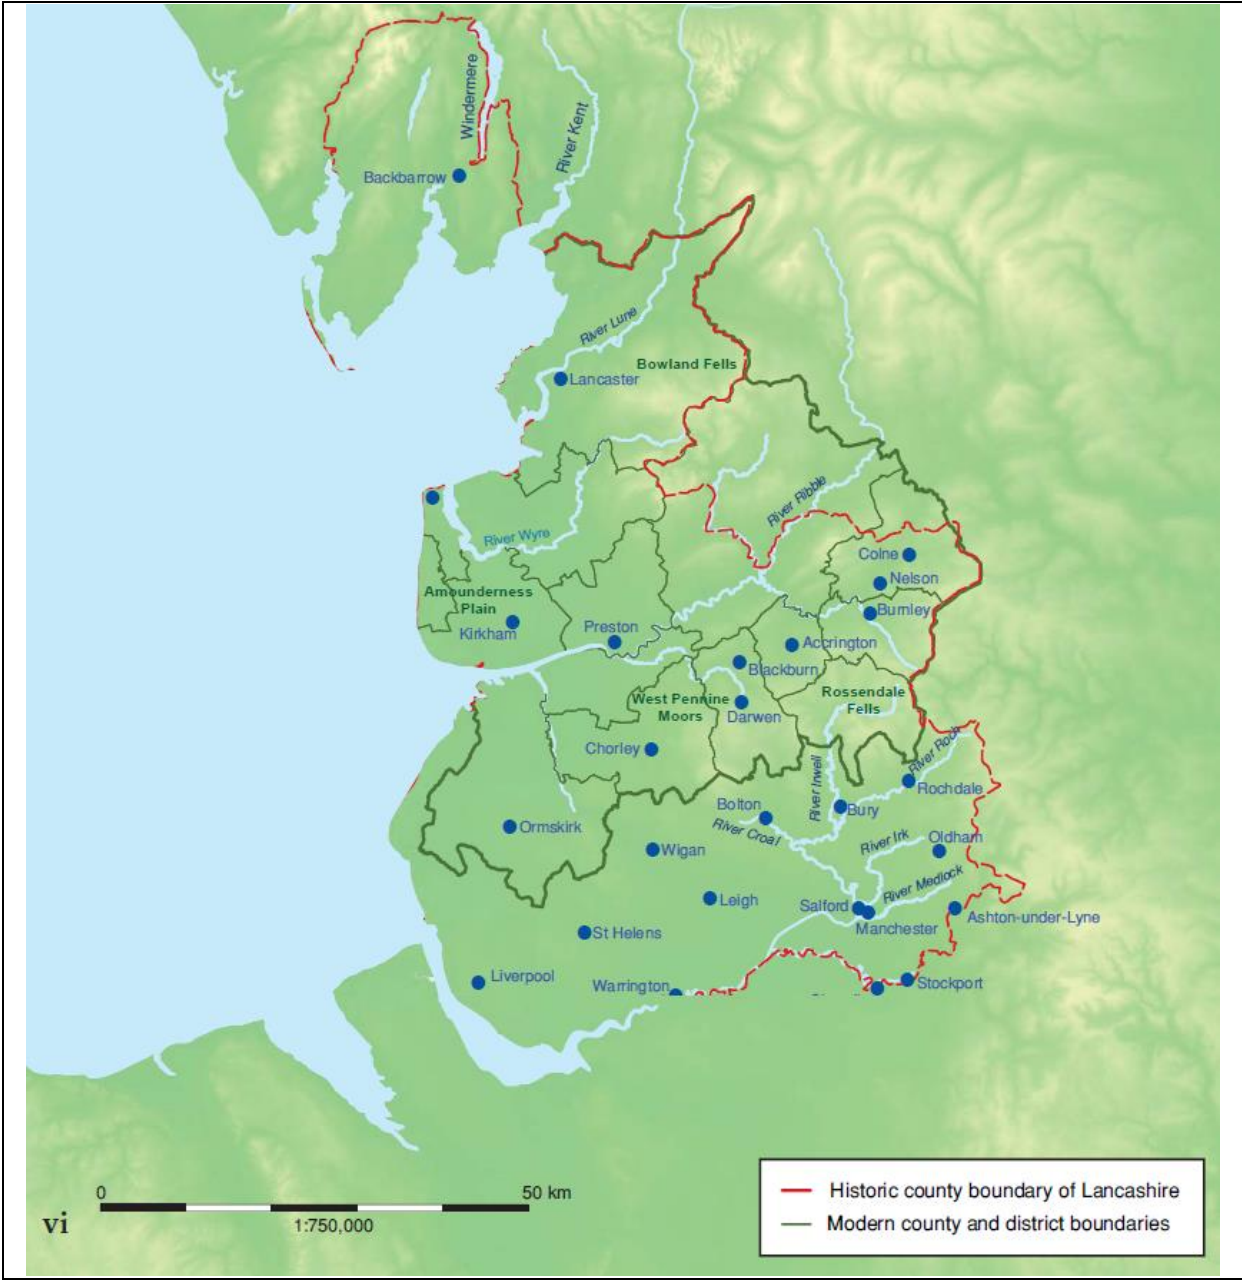 Windermere
River Kent
Backbarrow
River Lune
Bowland Fells
Lancaster
River Ribble
River Wyre
Colne
Nelson
Amounderness
Plain
Burnley
Kirkham
Preston
Accrington
Blackburn
West Pennine
Moors
Rossendale
Fells
Darwen
Chorley
River Roch
River Irwell
Rochdale
Bolton
Bury
River Croal
Ormskirk
River Irk
Oldham
Wigan
River Medlock
Leigh
Salford
Ashton-under-Lyne
Manchester
St Helens
Liverpool
Warrington
Stockport
0
50 km
1:750,000
vi
Historic county boundary of Lancashire
Modern county and district boundaries